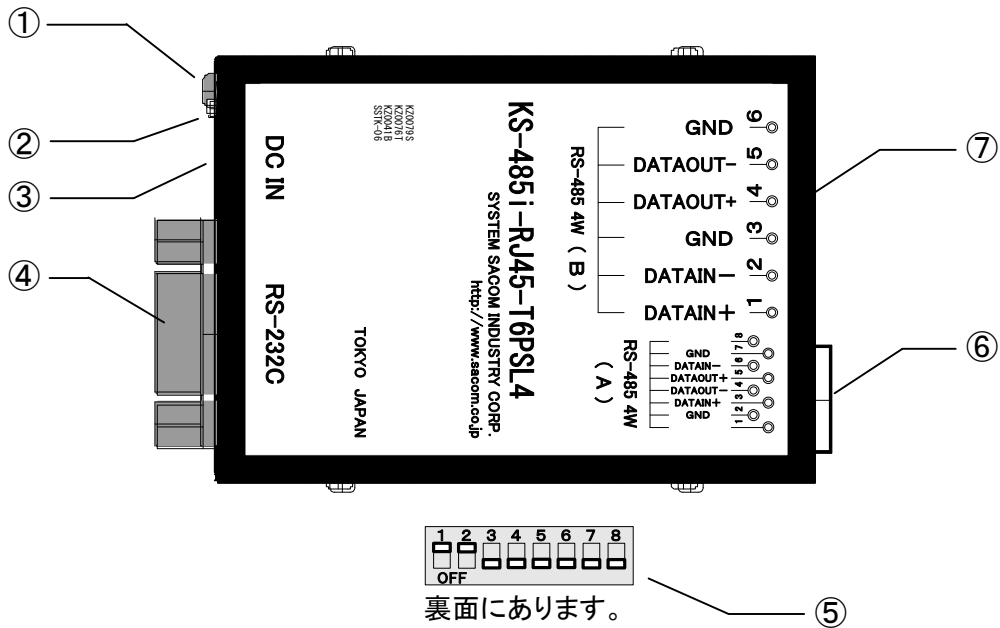 ①
②
③
④
DC IN
RS-232C
KZ0079S
KZ0076T
KZ0041B
SSTK-06
TOKYO JAPAN
KS-485i-RJ45-T6PSL4
SYSTEM SACOM INDUSTRY CORP.
http://www.sacom.co.jp
RS-485 4W (B)
GND 6
DATAOUT- 5
DATAOUT+ 4
GND 3
DATAIN- 2
DATAIN+ 1
RS-485 4W
(A)
8
GND 7
DATAIN- 6
DATAOUT+ 5
DATAOUT- 4
DATAIN+ 3
GND 2
1
⑦
⑥
1 2 3 4 5 6 7 8
OFF
裏面にあります。
⑤